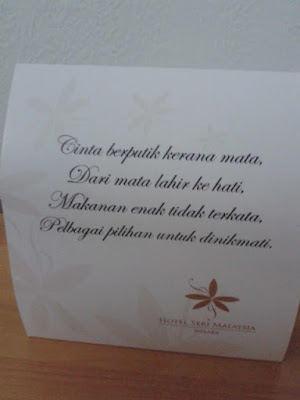 Cinta berputik kerana mata,
Dari mata lahir ke hati,
Makanan enak tidak terkata,
Pelbagai pilihan untuk dinikmati.
HOTEL SERI MALAYSIA
MELAKA